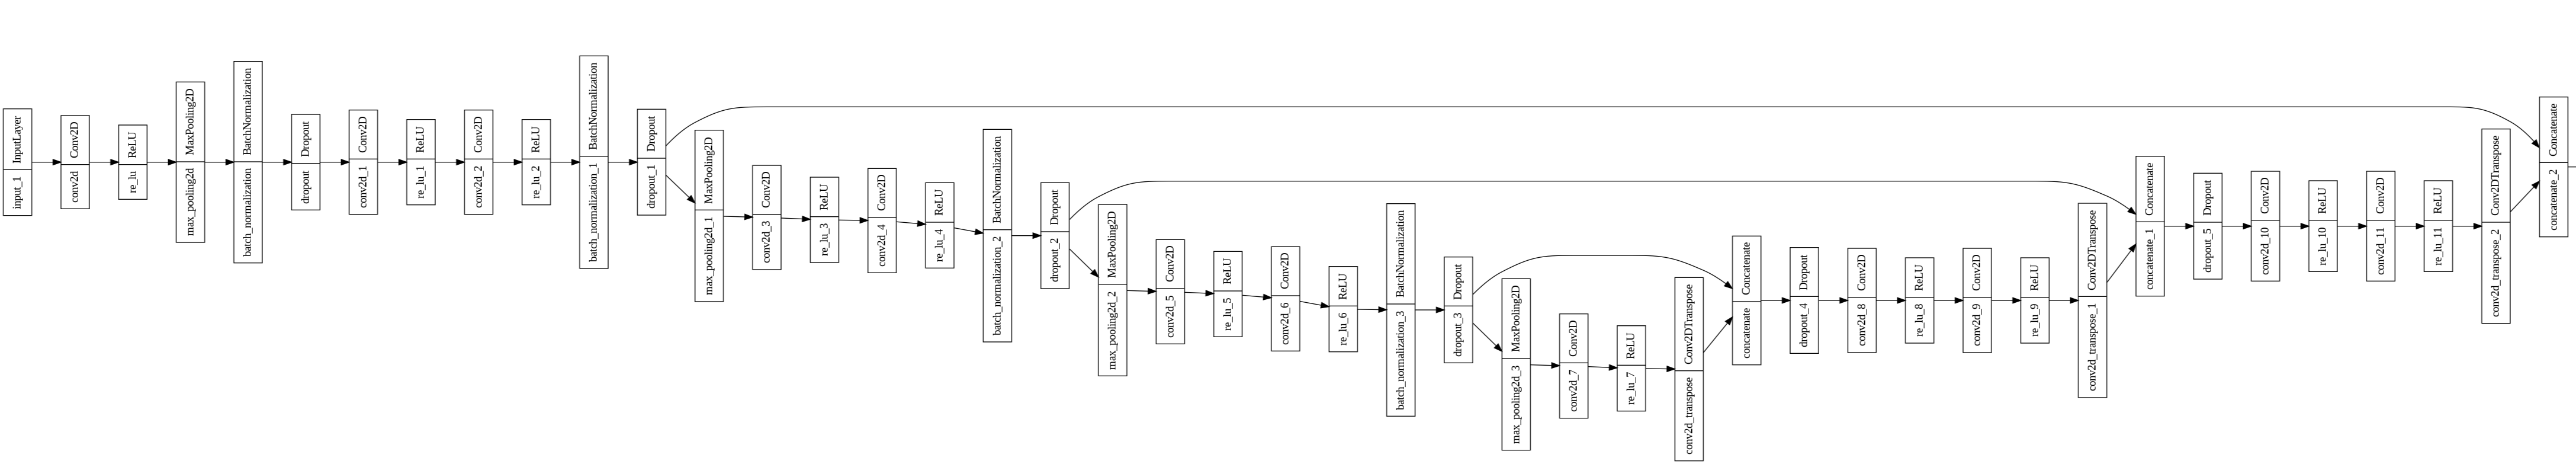 input_1 InputLayer
conv2d Conv2D
re_lu ReLU
max_pooling2d MaxPooling2D
batch_normalization BatchNormalization
dropout Dropout
conv2d_1 Conv2D
re_lu_1 ReLU
conv2d_2 Conv2D
re_lu_2 ReLU
batch_normalization_1 BatchNormalization
dropout_1 Dropout
max_pooling2d_1 MaxPooling2D
conv2d_3 Conv2D
re_lu_3 ReLU
conv2d_4 Conv2D
re_lu_4 ReLU
batch_normalization_2 BatchNormalization
dropout_2 Dropout
max_pooling2d_2 MaxPooling2D
conv2d_5 Conv2D
re_lu_5 ReLU
conv2d_6 Conv2D
re_lu_6 ReLU
batch_normalization_3 BatchNormalization
dropout_3 Dropout
max_pooling2d_3 MaxPooling2D
conv2d_7 Conv2D
re_lu_7 ReLU
conv2d_transpose Conv2DTranspose
concatenate Concatenate
dropout_4 Dropout
conv2d_8 Conv2D
re_lu_8 ReLU
conv2d_9 Conv2D
re_lu_9 ReLU
conv2d_transpose_1 Conv2DTranspose
concatenate_1 Concatenate
dropout_5 Dropout
conv2d_10 Conv2D
re_lu_10 ReLU
conv2d_11 Conv2D
re_lu_11 ReLU
conv2d_transpose_2 Conv2DTranspose
concatenate_2 Concatenate